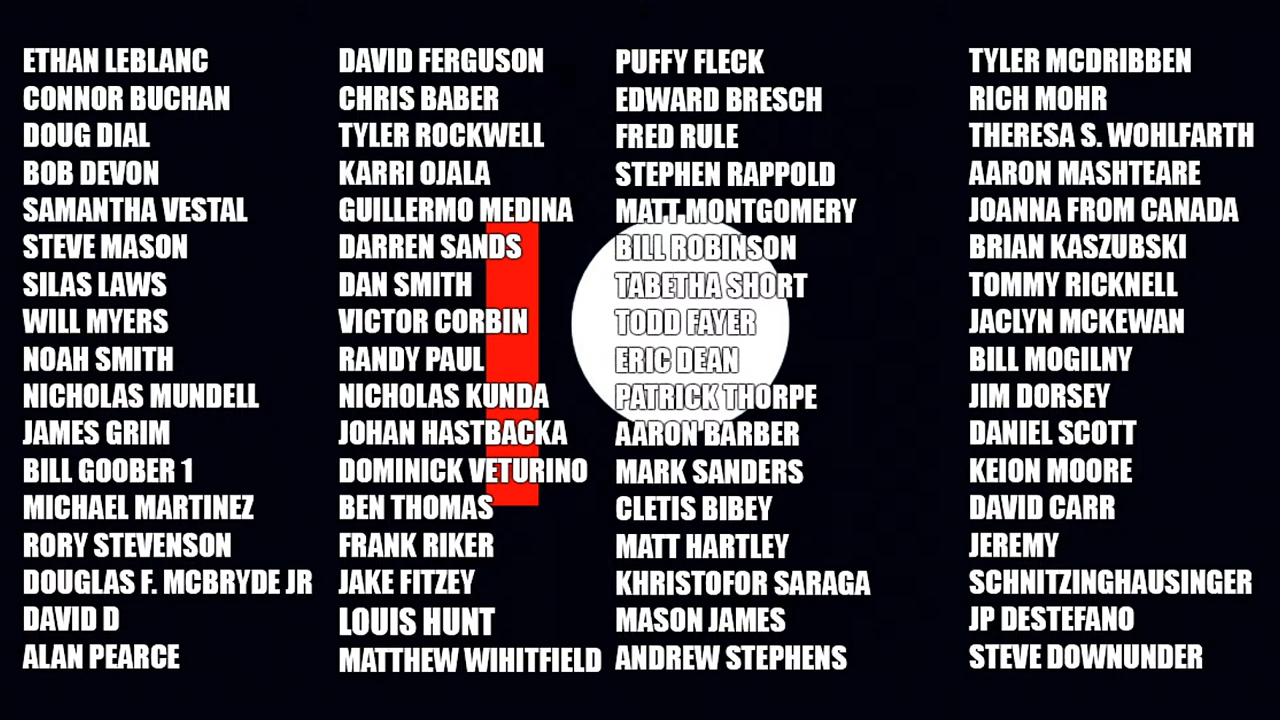 ETHAN LEBLANC
CONNOR BUCHAN
DOUG DIAL
BOB DEVON
SAMANTHA VESTAL
STEVE MASON
SILAS LAWS
WILL MYERS
NOAH SMITH
NICHOLAS MUNDELL
JAMES GRIM
BILL GOOBER 1
MICHAEL MARTINEZ
RORY STEVENSON
DOUGLAS F. MCBRYDE JR
DAVID D
ALAN PEARCE
DAVID FERGUSON
CHRIS BABER
TYLER ROCKWELL
KARRI OJALA
GUILLERMO MEDINA
DARREN SANDS
DAN SMITH
VICTOR CORBIN
RANDY PAUL
NICHOLAS KUNDA
JOHAN HASTBACKA
DOMINICK VETURINO
BEN THOMAS
FRANK RIKER
JAKE FITZEY
LOUIS HUNT
MATTHEW WIHITFIELD
PUFFY FLECK
EDWARD BRESCH
FRED RULE
STEPHEN RAPPOLD
MATT MONTGOMERY
BILL ROBINSON
TABETHA SHORT
TODD FAYER
ERIC DEAN
PATRICK THORPE
AARON BARBER
MARK SANDERS
CLETIS BIBEY
MATT HARTLEY
KHRISTOFOR SARAGA
MASON JAMES
ANDREW STEPHENS
TYLER MCDRIBBEN
RICH MOHR
THERESA S. WOHLFARTH
AARON MASHTEARE
JOANNA FROM CANADA
BRIAN KASZUBSKI
TOMMY RICKNELL
JACLYN MCKEWAN
BILL MOGILNY
JIM DORSEY
DANIEL SCOTT
KEION MOORE
DAVID CARR
JEREMY
SCHNITZINGHAUSINGER
JP DESTEFANO
STEVE DOWNUNDER